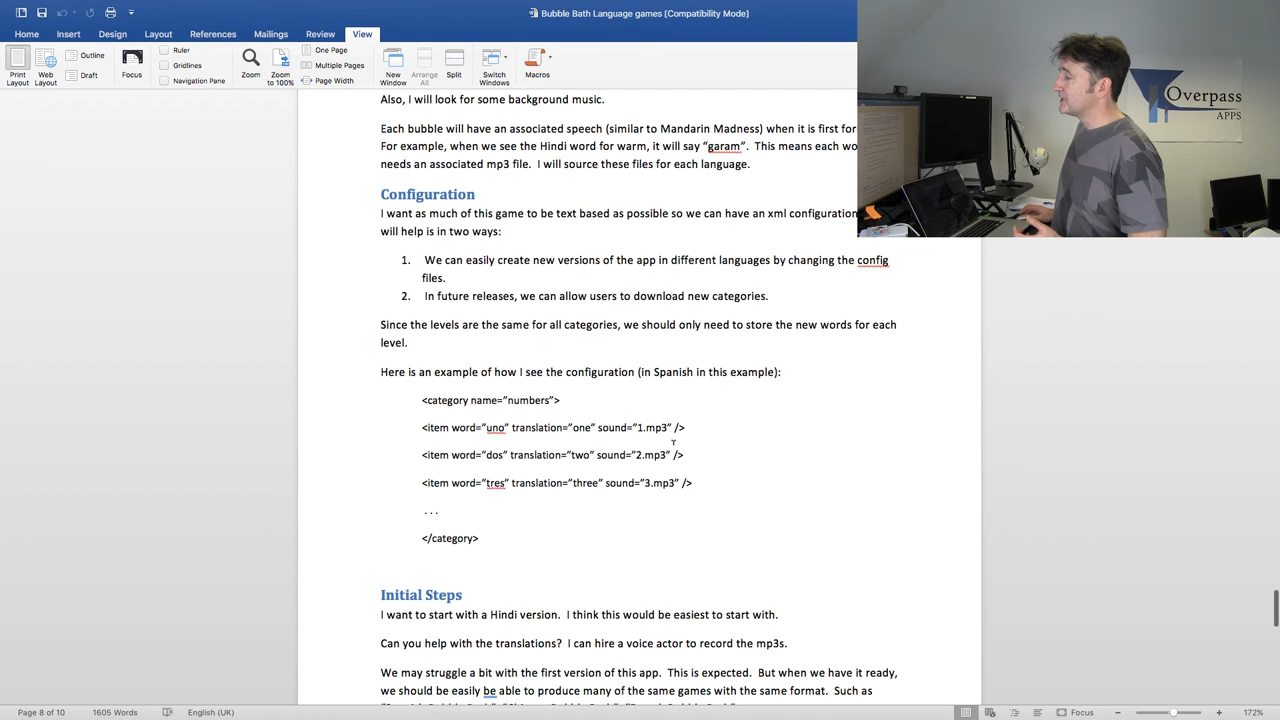 Bubble Bath Language games [Compatibility Mode]
Home Insert Design Layout References Mailings Review View
Print Layout
Web Layout
Outline
Draft
Focus
Ruler
Gridlines
Navigation Pane
Zoom
Zoom to 100%
One Page
Multiple Pages
Page Width
New Window
Arrange All
Split
Switch Windows
Macros
Overpass
APPS
Also, I will look for some background music.
Each bubble will have an associated speech (similar to Mandarin Madness) when it is first for
For example, when we see the Hindi word for warm, it will say “garam”. This means each wo
needs an associated mp3 file. I will source these files for each language.
Configuration
I want as much of this game to be text based as possible so we can have an xml configuration
will help is in two ways:
1. We can easily create new versions of the app in different languages by changing the config
files.
2. In future releases, we can allow users to download new categories.
Since the levels are the same for all categories, we should only need to store the new words for each
level.
Here is an example of how I see the configuration (in Spanish in this example):
<category name=”numbers”>
<item word=”uno” translation=”one” sound=”1.mp3” />
<item word=”dos” translation=”two” sound=”2.mp3” />
<item word=”tres” translation=”three” sound=”3.mp3” />
. . .
</category>
Initial Steps
I want to start with a Hindi version. I think this would be easiest to start with.
Can you help with the translations? I can hire a voice actor to record the mp3s.
We may struggle a bit with the first version of this app. This is expected. But when we have it ready,
we should be easily be able to produce many of the same games with the same format. Such as
Page 8 of 10 1605 Words English (UK) Focus 172%